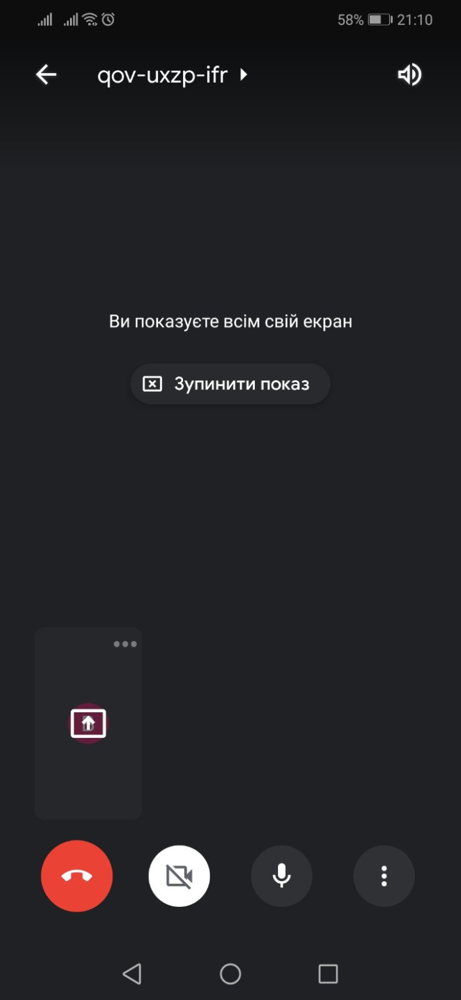 58% 21:10
qov-uxzp-ifr
Ви показуєте всім свій екран
Зупинити показ